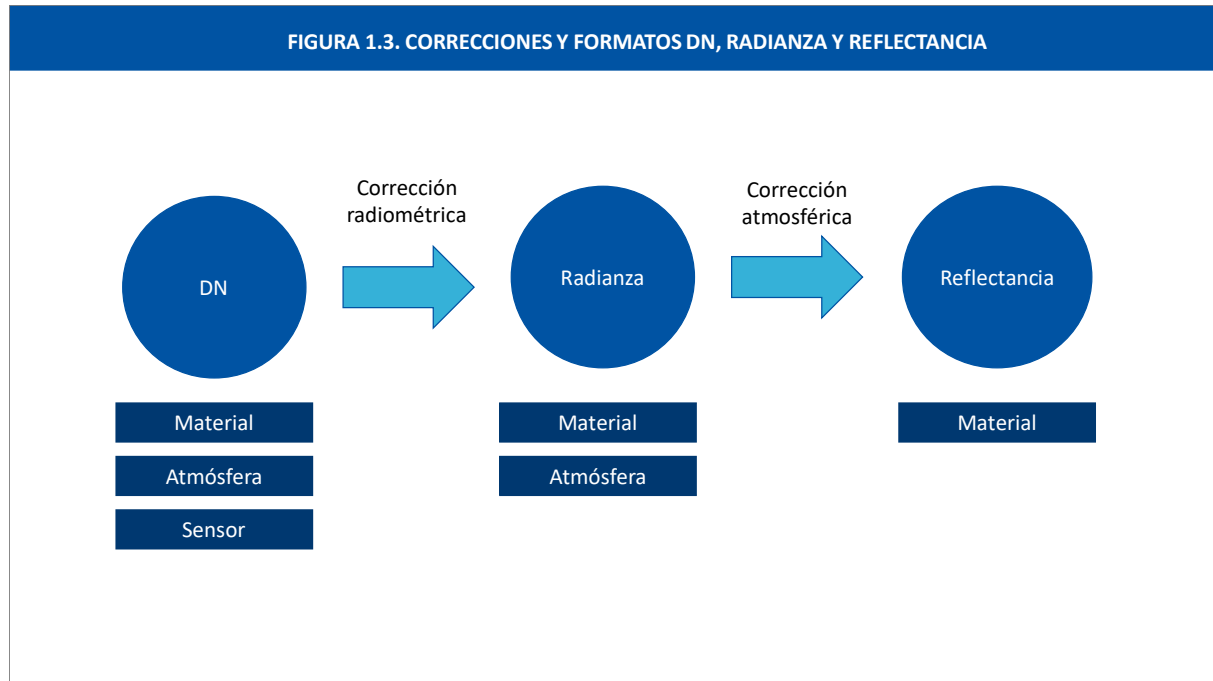 FIGURA 1.3. CORRECCIONES Y FORMATOS DN, RADIANZA Y REFLECTANCIA
Corrección
radiométrica
Corrección
atmosférica
DN
Radianza
Reflectancia
Material
Material
Material
Atmósfera
Atmósfera
Sensor